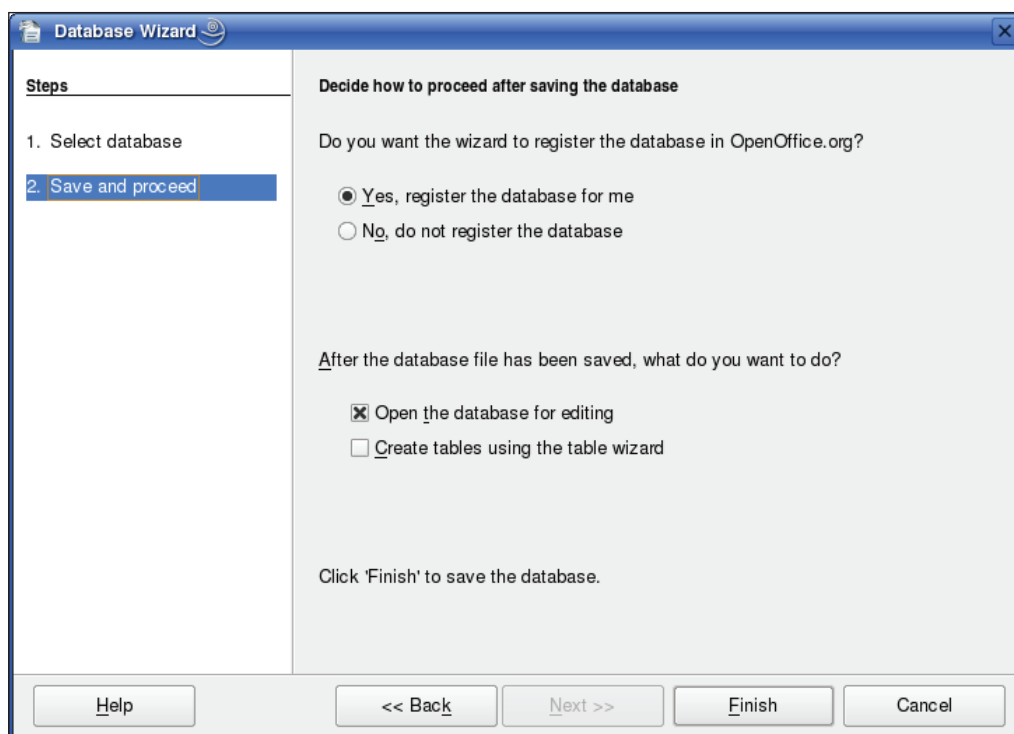 Database Wizard
Steps
1. Select database
2. Save and proceed
Decide how to proceed after saving the database
Do you want the wizard to register the database in OpenOffice.org?
Yes, register the database for me
No, do not register the database
After the database file has been saved, what do you want to do?
Open the database for editing
Create tables using the table wizard
Click 'Finish' to save the database.
Help
<< Back
Next >>
Finish
Cancel